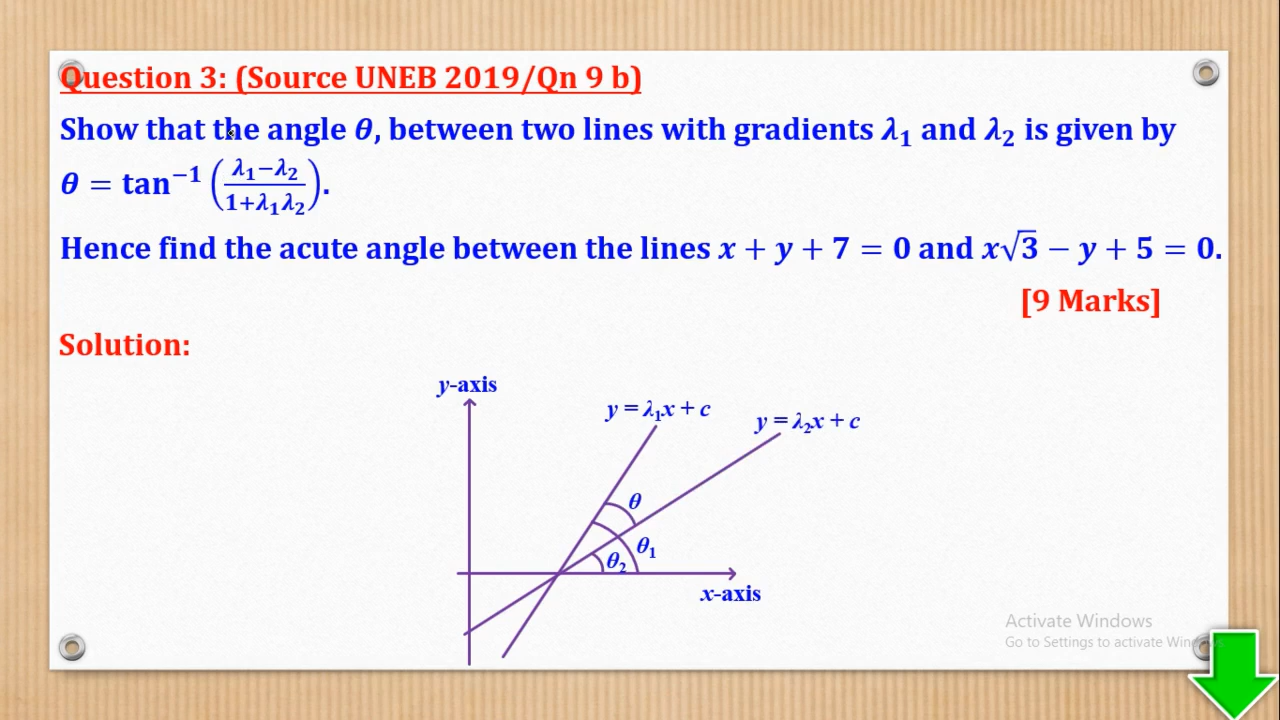 Question 3: (Source UNEB 2019/Qn 9 b)
Show that the angle θ, between two lines with gradients λ₁ and λ₂ is given by
θ = tan⁻¹ ((λ₁−λ₂)/(1+λ₁λ₂)).
Hence find the acute angle between the lines x + y + 7 = 0 and x√3 − y + 5 = 0.
[9 Marks]
Solution:
y-axis
y = λ₁x + c
y = λ₂x + c
θ
θ₁
θ₂
x-axis
Activate Windows
Go to Settings to activate Windows